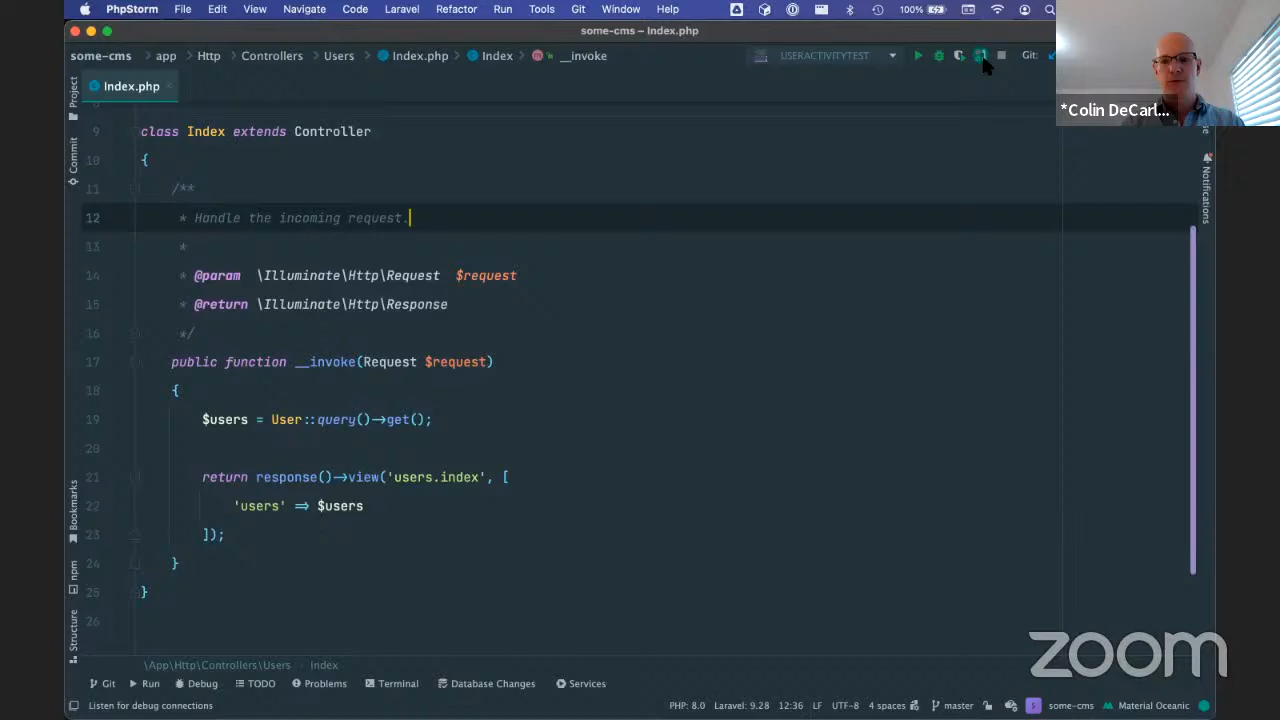 PhpStorm File Edit View Navigate Code Laravel Refactor Run Tools Git Window Help 100%
some-cms – Index.php
some-cms app Http Controllers Users Index.php Index __invoke USERACTIVITYTEST Git:
*Colin DeCarl...
Index.php
Project
Commit
Bookmarks
npm
Structure
Notifications
9 class Index extends Controller
10 {
11 /**
12 * Handle the incoming request.
13 *
14 * @param \Illuminate\Http\Request $request
15 * @return \Illuminate\Http\Response
16 */
17 public function __invoke(Request $request)
18 {
19 $users = User::query()->get();
20
21 return response()->view('users.index', [
22 'users' => $users
23 ]);
24 }
25 }
26
zoom
\App\Http\Controllers\Users Index
Git Run Debug TODO Problems Terminal Database Changes Services
Listen for debug connections PHP: 8.0 Laravel: 9.28 12:36 LF UTF-8 4 spaces master some-cms Material Oceanic